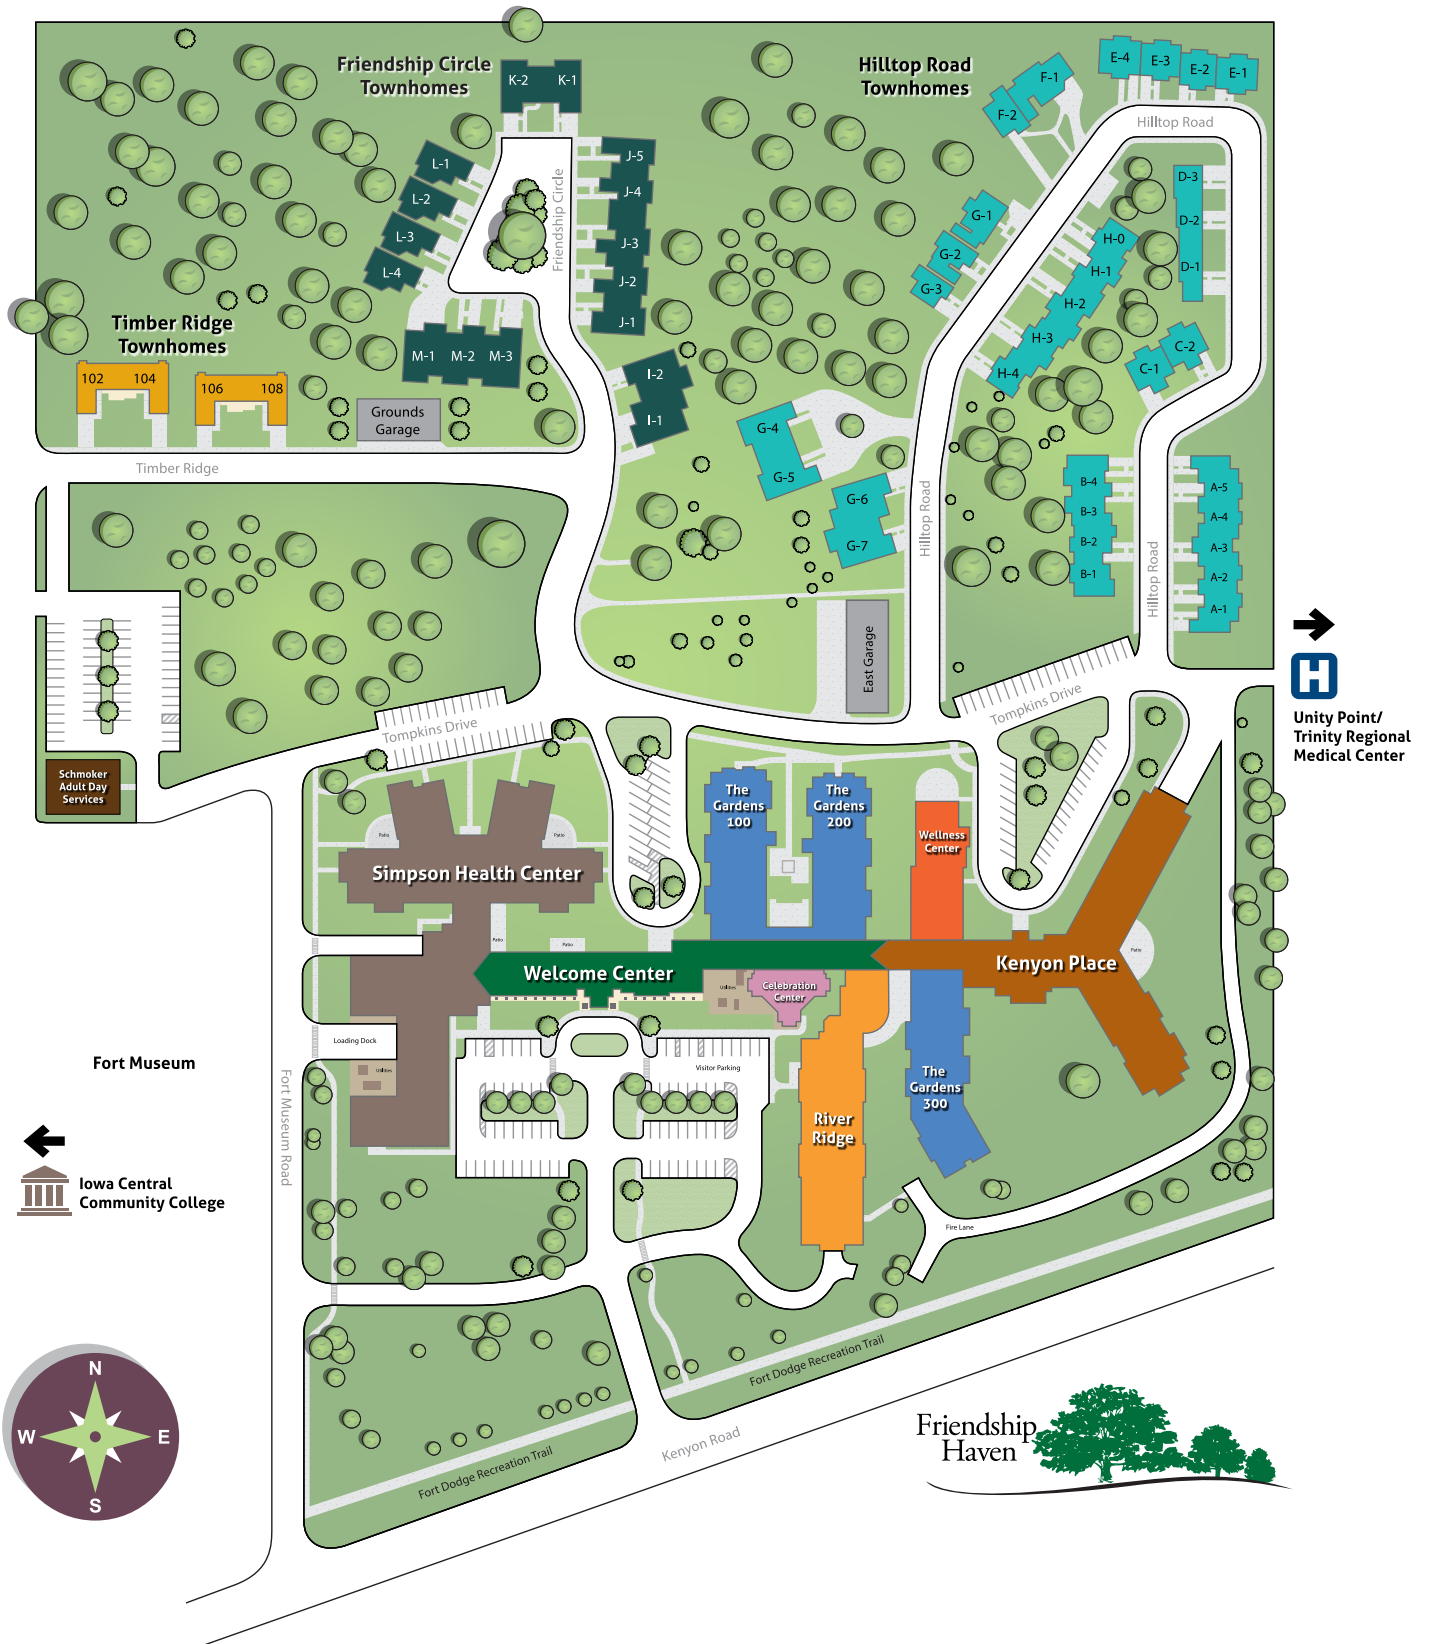 Friendship Circle
Townhomes
K-2
K-1
L-1
L-2
L-3
L-4
Friendship Circle
J-5
J-4
J-3
J-2
J-1
M-1
M-2
M-3
I-2
I-1
Hilltop Road
Townhomes
F-1
F-2
E-4
E-3
E-2
E-1
Hilltop Road
D-3
D-2
D-1
G-1
G-2
G-3
H-0
H-1
H-2
H-3
H-4
C-2
C-1
G-4
G-5
G-6
G-7
Hilltop Road
B-4
B-3
B-2
B-1
Hilltop Road
A-5
A-4
A-3
A-2
A-1
Timber Ridge
Townhomes
102
104
106
108
Grounds
Garage
Timber Ridge
East Garage
Tompkins Drive
Tompkins Drive
H
Unity Point/
Trinity Regional
Medical Center
Schmoker
Adult Day
Services
Patio
Patio
Simpson Health Center
The
Gardens
100
The
Gardens
200
Wellness
Center
Patio
Patio
Welcome Center
Kenyon Place
Patio
Utilities
Celebration
Center
Loading Dock
Utilities
Visitor Parking
The
Gardens
300
River
Ridge
Fort Museum
Fort Museum Road
Iowa Central
Community College
Fire Lane
Fort Dodge Recreation Trail
Fort Dodge Recreation Trail
Kenyon Road
N
W
E
S
Friendship
Haven